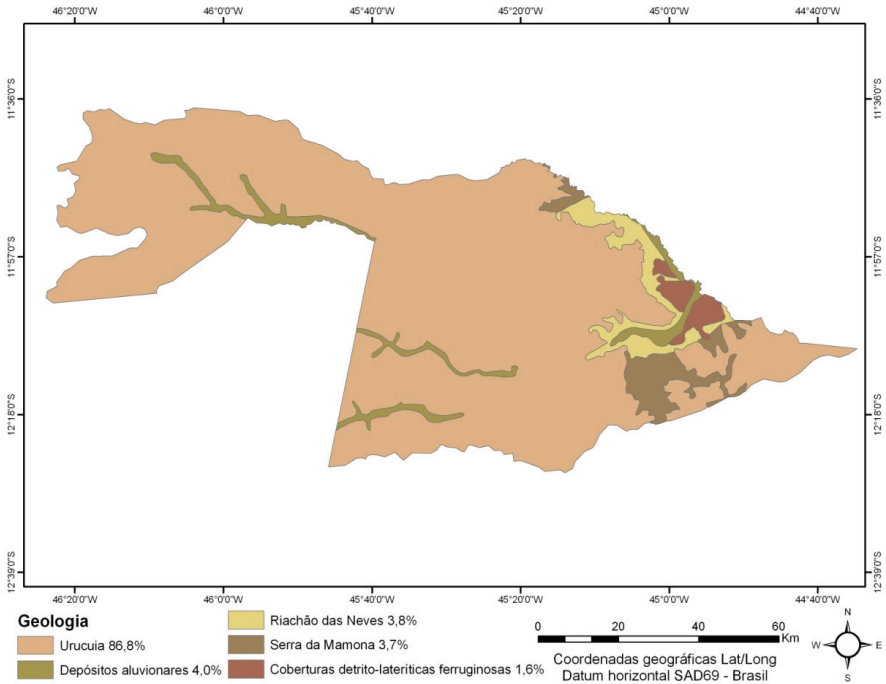 46°20'0"W 46°0'0"W 45°40'0"W 45°20'0"W 45°0'0"W 44°40'0"W
11°36'0"S 11°36'0"S
11°57'0"S 11°57'0"S
12°18'0"S 12°18'0"S
12°39'0"S 12°39'0"S
46°20'0"W 46°0'0"W 45°40'0"W 45°20'0"W 45°0'0"W 44°40'0"W
Geologia
Urucuia 86,8%
Depósitos aluvionares 4,0%
Riachão das Neves 3,8%
Serra da Mamona 3,7%
Coberturas detrito-lateríticas ferruginosas 1,6%
0 20 40 60
Km
Coordenadas geográficas Lat/Long
Datum horizontal SAD69 - Brasil
N
W E
S